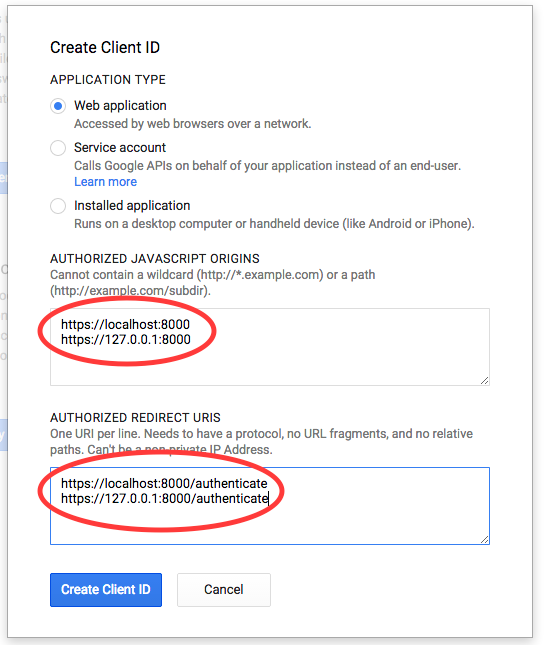 Create Client ID
APPLICATION TYPE
Web application
Accessed by web browsers over a network.
Service account
Calls Google APIs on behalf of your application instead of an end-user.
Learn more
Installed application
Runs on a desktop computer or handheld device (like Android or iPhone).
AUTHORIZED JAVASCRIPT ORIGINS
Cannot contain a wildcard (http://*.example.com) or a path
(http://example.com/subdir).
https://localhost:8000
https://127.0.0.1:8000
AUTHORIZED REDIRECT URIS
One URI per line. Needs to have a protocol, no URL fragments, and no relative
paths. Can't be a non-private IP Address.
https://localhost:8000/authenticate
https://127.0.0.1:8000/authenticate
Create Client ID
Cancel